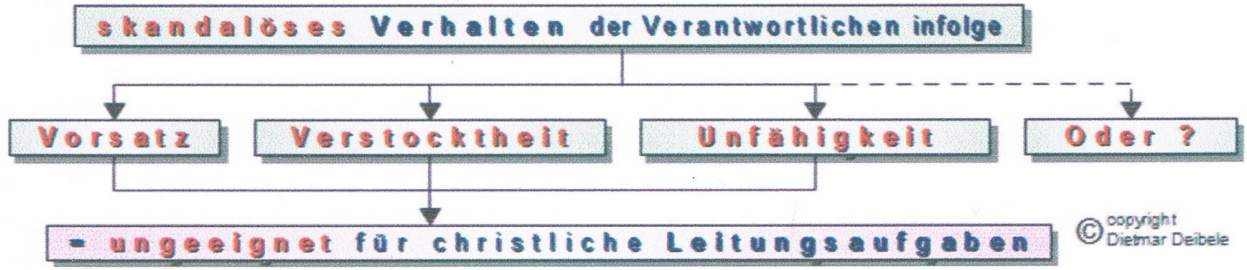 skandalöses Verhalten der Verantwortlichen infolge
Vorsatz
Verstocktheit
Unfähigkeit
Oder ?
= ungeeignet für christliche Leitungsaufgaben
© copyright
Dietmar Deibele